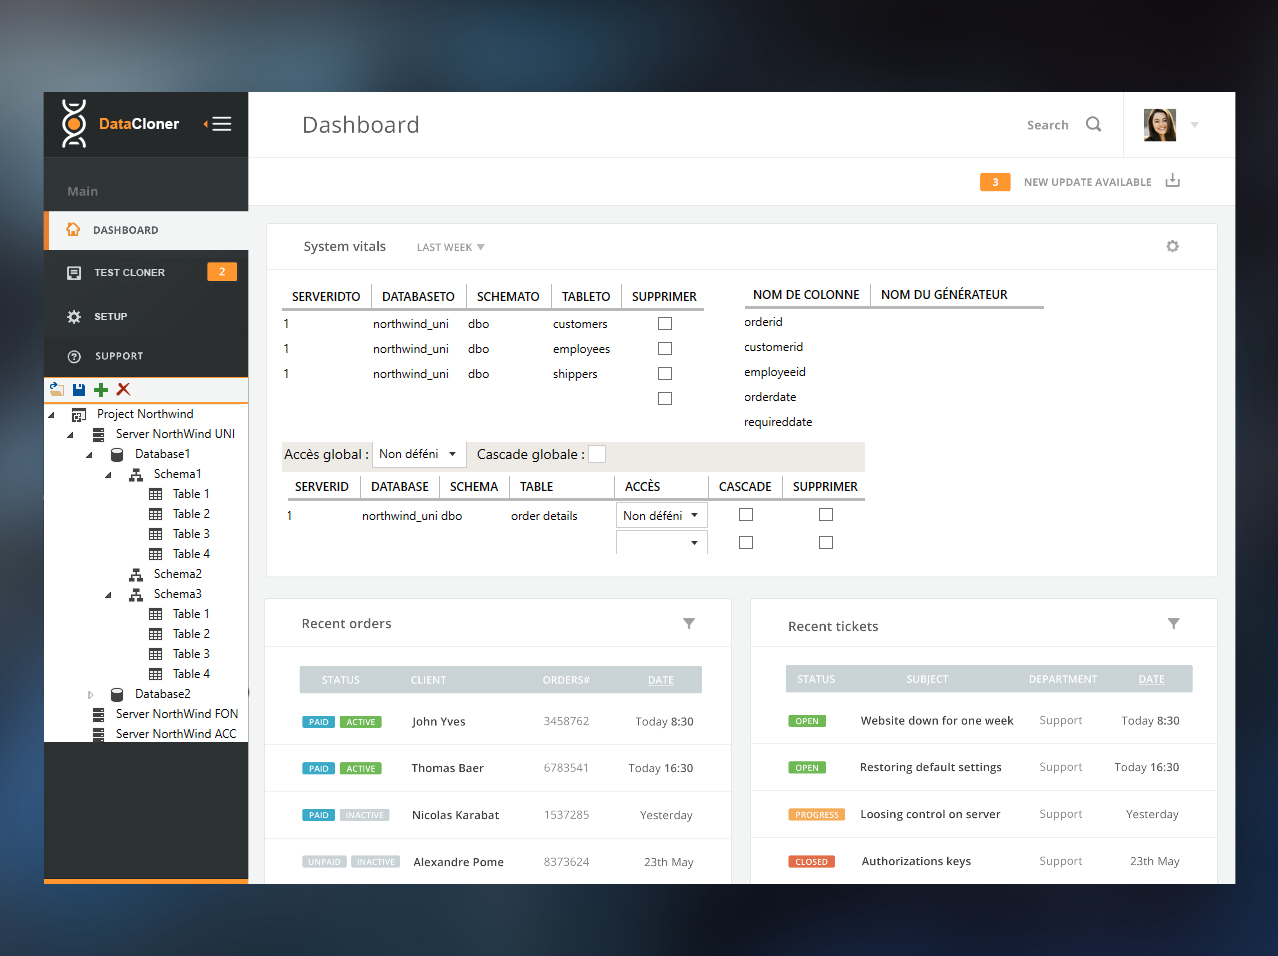 DataCloner
Dashboard
Search
Main
3 NEW UPDATE AVAILABLE
DASHBOARD
TEST CLONER 2
SETUP
SUPPORT
Project Northwind
Server NorthWind UNI
Database1
Schema1
Table 1
Table 2
Table 3
Table 4
Schema2
Schema3
Table 1
Table 2
Table 3
Table 4
Database2
Server NorthWind FON
Server NorthWind ACC
System vitals LAST WEEK
SERVERIDTO DATABASETO SCHEMATO TABLETO SUPPRIMER
1 northwind_uni dbo customers
1 northwind_uni dbo employees
1 northwind_uni dbo shippers
NOM DE COLONNE NOM DU GÉNÉRATEUR
orderid
customerid
employeeid
orderdate
requireddate
Accès global : Non déféni Cascade globale :
SERVERID DATABASE SCHEMA TABLE ACCÈS CASCADE SUPPRIMER
1 northwind_uni dbo order details Non déféni
Recent orders
STATUS CLIENT ORDERS# DATE
PAID ACTIVE John Yves 3458762 Today 8:30
PAID ACTIVE Thomas Baer 6783541 Today 16:30
PAID INACTIVE Nicolas Karabat 1537285 Yesterday
UNPAID INACTIVE Alexandre Pome 8373624 23th May
Recent tickets
STATUS SUBJECT DEPARTMENT DATE
OPEN Website down for one week Support Today 8:30
OPEN Restoring default settings Support Today 16:30
PROGRESS Loosing control on server Support Yesterday
CLOSED Authorizations keys Support 23th May